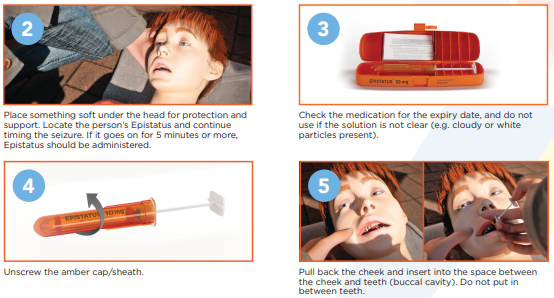 2
Place something soft under the head for protection and
support. Locate the person's Epistatus and continue
timing the seizure. If it goes on for 5 minutes or more,
Epistatus should be administered.
3
EPISTATUS 10 mg
Check the medication for the expiry date, and do not
use if the solution is not clear (e.g. cloudy or white
particles present).
4
EPISTATUS 10 mg
Unscrew the amber cap/sheath.
5
Pull back the cheek and insert into the space between
the cheek and teeth (buccal cavity). Do not put in
between teeth.